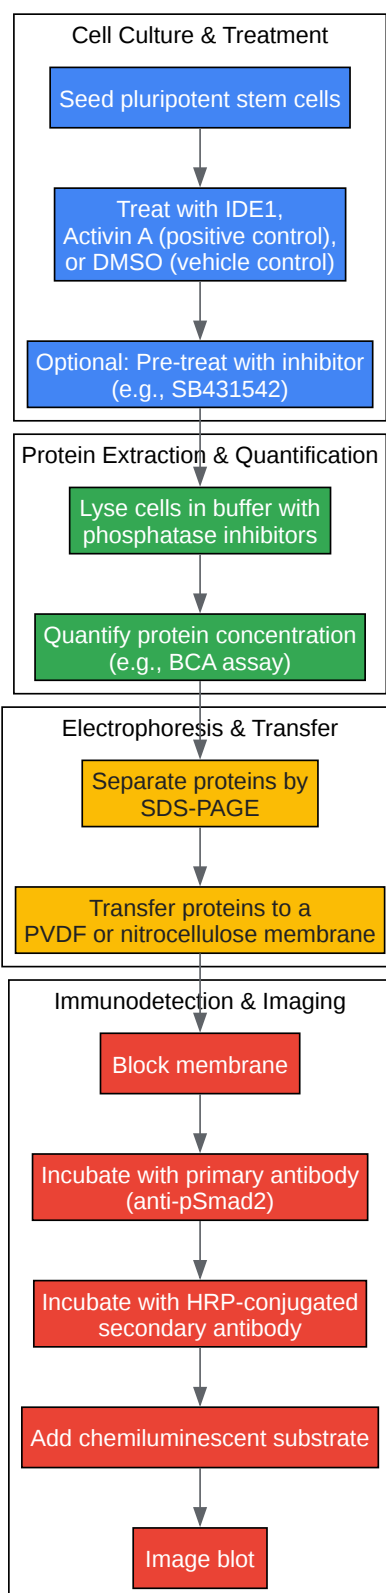 Cell Culture & Treatment
Seed pluripotent stem cells
Treat with IDE1,
Activin A (positive control),
or DMSO (vehicle control)
Optional: Pre-treat with inhibitor
(e.g., SB431542)
Protein Extraction & Quantification
Lyse cells in buffer with
phosphatase inhibitors
Quantify protein concentration
(e.g., BCA assay)
Electrophoresis & Transfer
Separate proteins by
SDS-PAGE
Transfer proteins to a
PVDF or nitrocellulose membrane
Immunodetection & Imaging
Block membrane
Incubate with primary antibody
(anti-pSmad2)
Incubate with HRP-conjugated
secondary antibody
Add chemiluminescent substrate
Image blot